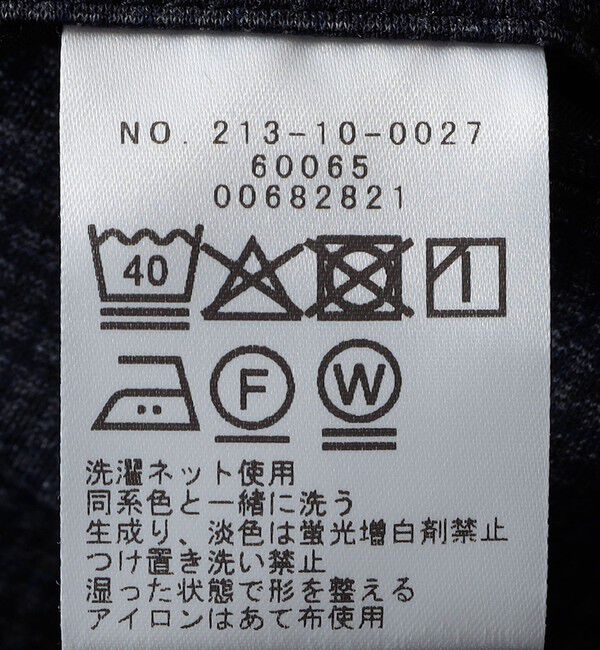 NO. 213-10-0027
60065
00682821
40
F W
洗濯ネット使用
同系色と一緒に洗う
生成り、淡色は蛍光増白剤禁止
つけ置き洗い禁止
湿った状態で形を整える
アイロンはあて布使用